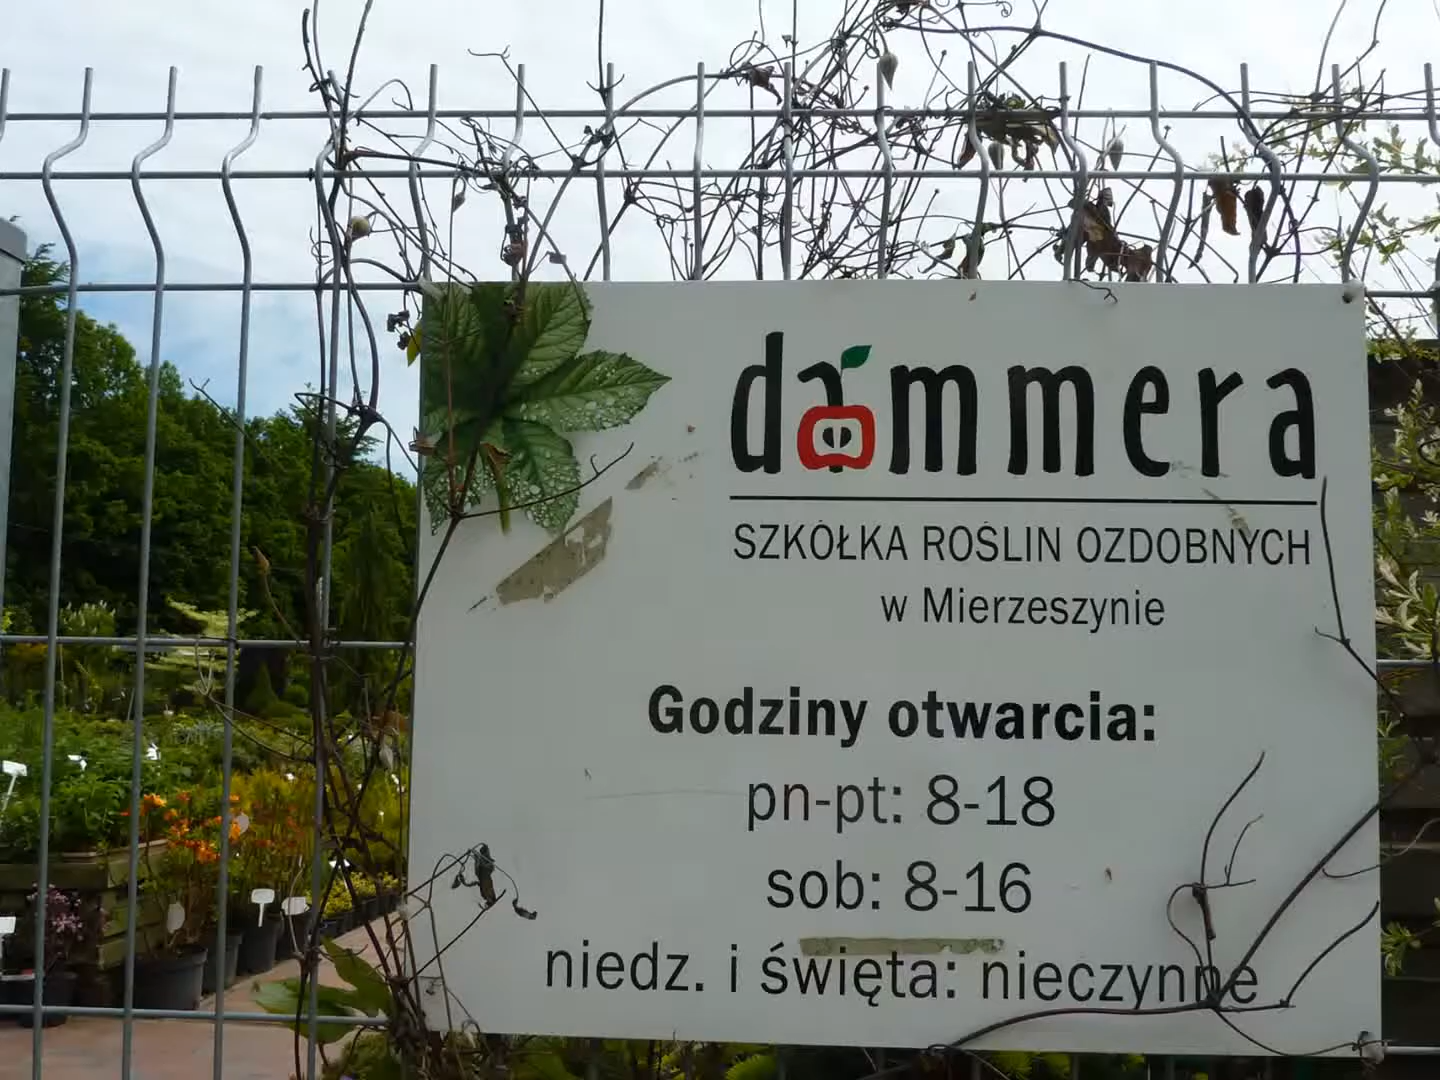 dammera
SZKÓŁKA ROŚLIN OZDOBNYCH
w Mierzeszynie
Godziny otwarcia:
pn-pt: 8-18
sob: 8-16
niedz. i święta: nieczynne